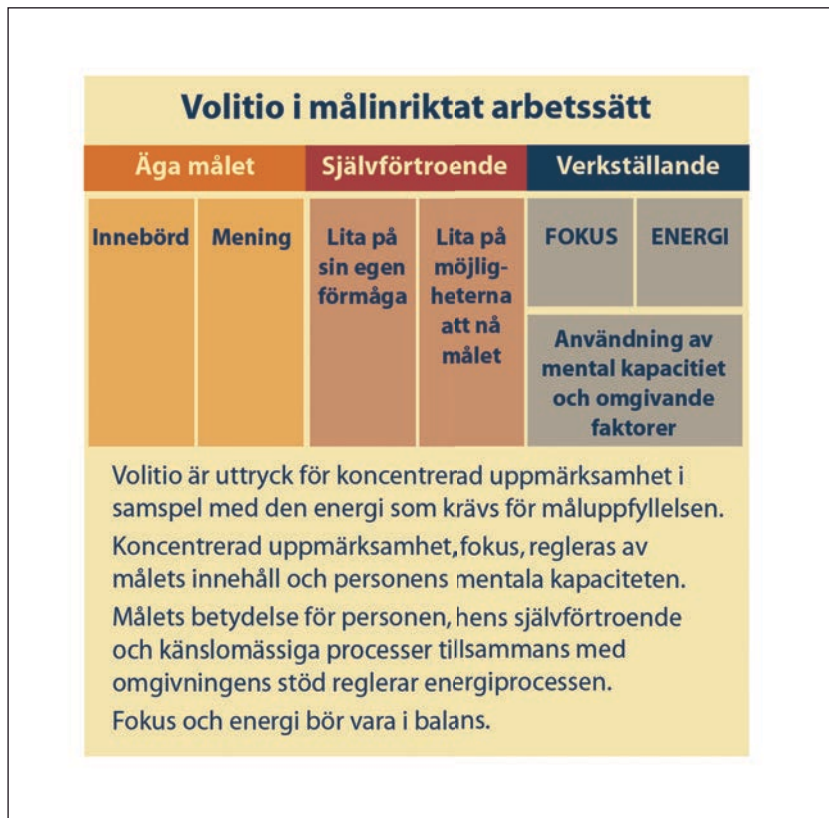 Volitio i målinriktat arbetssätt
Äga målet
Självförtroende
Verkställande
Innebörd
Mening
Lita på
sin egen
förmåga
Lita på
möjlig-
heterna
att nå
målet
FOKUS
ENERGI
Användning av
mental kapacitiet
och omgivande
faktorer
Volitio är uttryck för koncentrerad uppmärksamhet i
samspel med den energi som krävs för måluppfyllelsen.
Koncentrerad uppmärksamhet, fokus, regleras av
målets innehåll och personens mentala kapaciteten.
Målets betydelse för personen, hens självförtroende
och känslomässiga processer tillsammans med
omgivningens stöd reglerar energiprocessen.
Fokus och energi bör vara i balans.